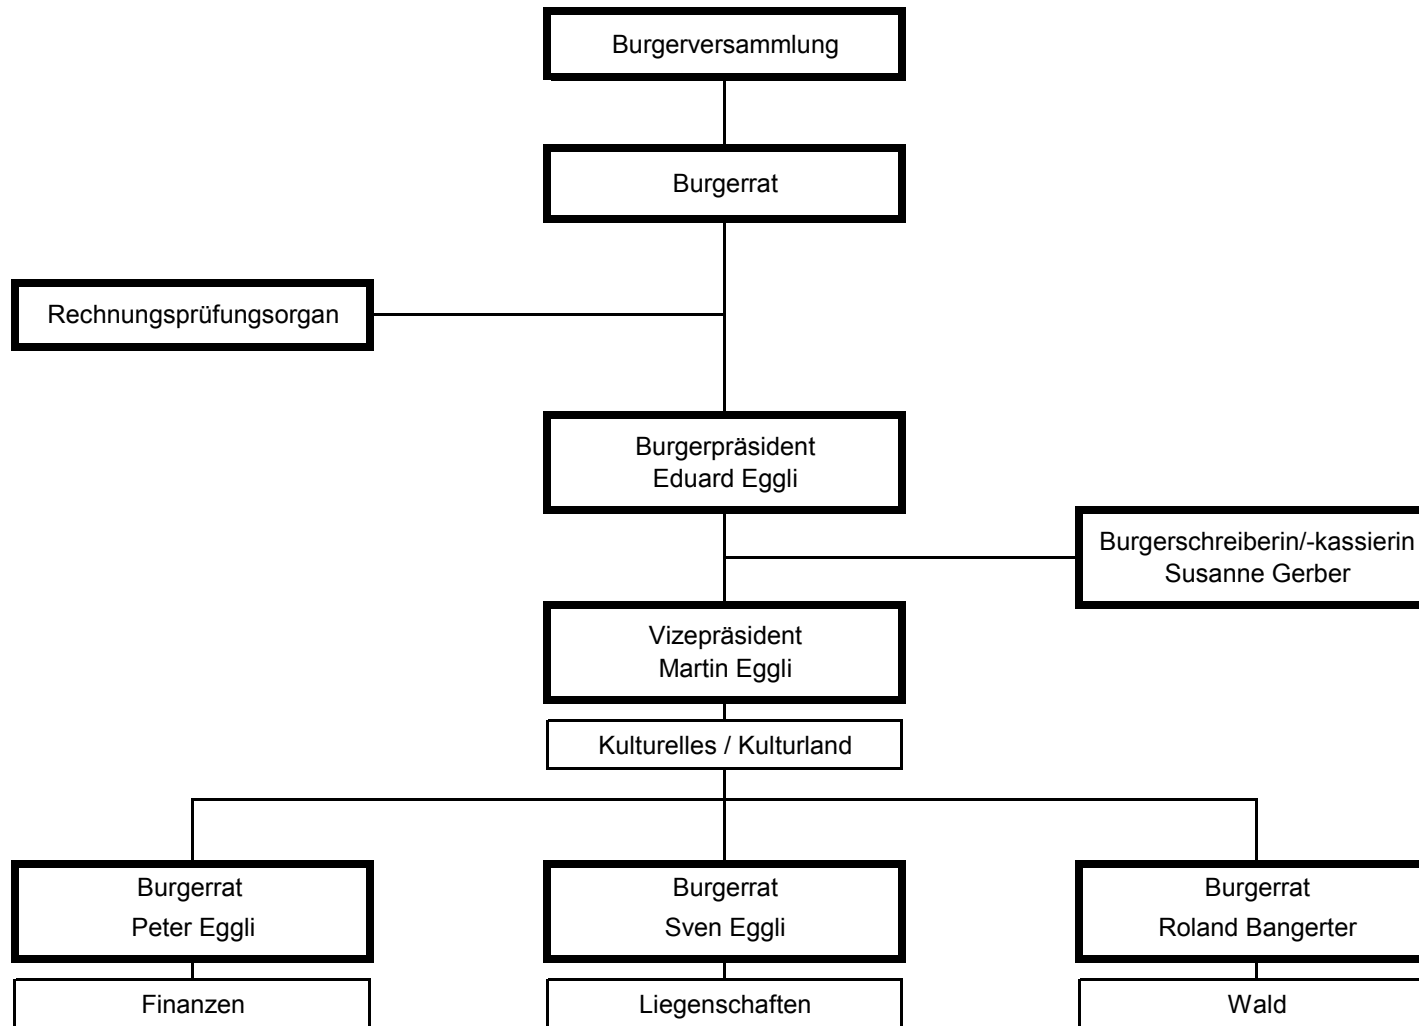 Burgerversammlung
Burgerrat
Rechnungsprüfungsorgan
Burgerpräsident
Eduard Eggli
Burgerschreiberin/-kassierin
Susanne Gerber
Vizepräsident
Martin Eggli
Kulturelles / Kulturland
Burgerrat
Peter Eggli
Burgerrat
Sven Eggli
Burgerrat
Roland Bangerter
Finanzen
Liegenschaften
Wald